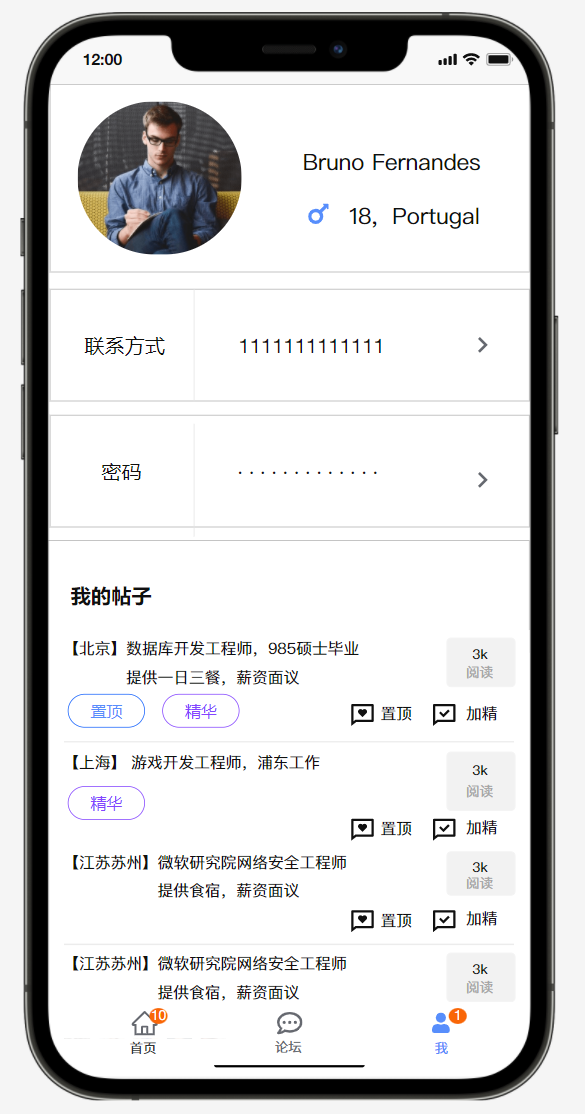 12:00
Bruno Fernandes
18，Portugal
联系方式 1111111111111
密码 ·············
我的帖子
【北京】数据库开发工程师，985硕士毕业
3k
提供一日三餐，薪资面议
阅读
置顶 精华 置顶 加精
【上海】 游戏开发工程师，浦东工作
3k
阅读
精华
置顶 加精
【江苏苏州】微软研究院网络安全工程师
3k
提供食宿，薪资面议
阅读
置顶 加精
【江苏苏州】微软研究院网络安全工程师
3k
提供食宿，薪资面议
阅读
10 1
首页 论坛 我